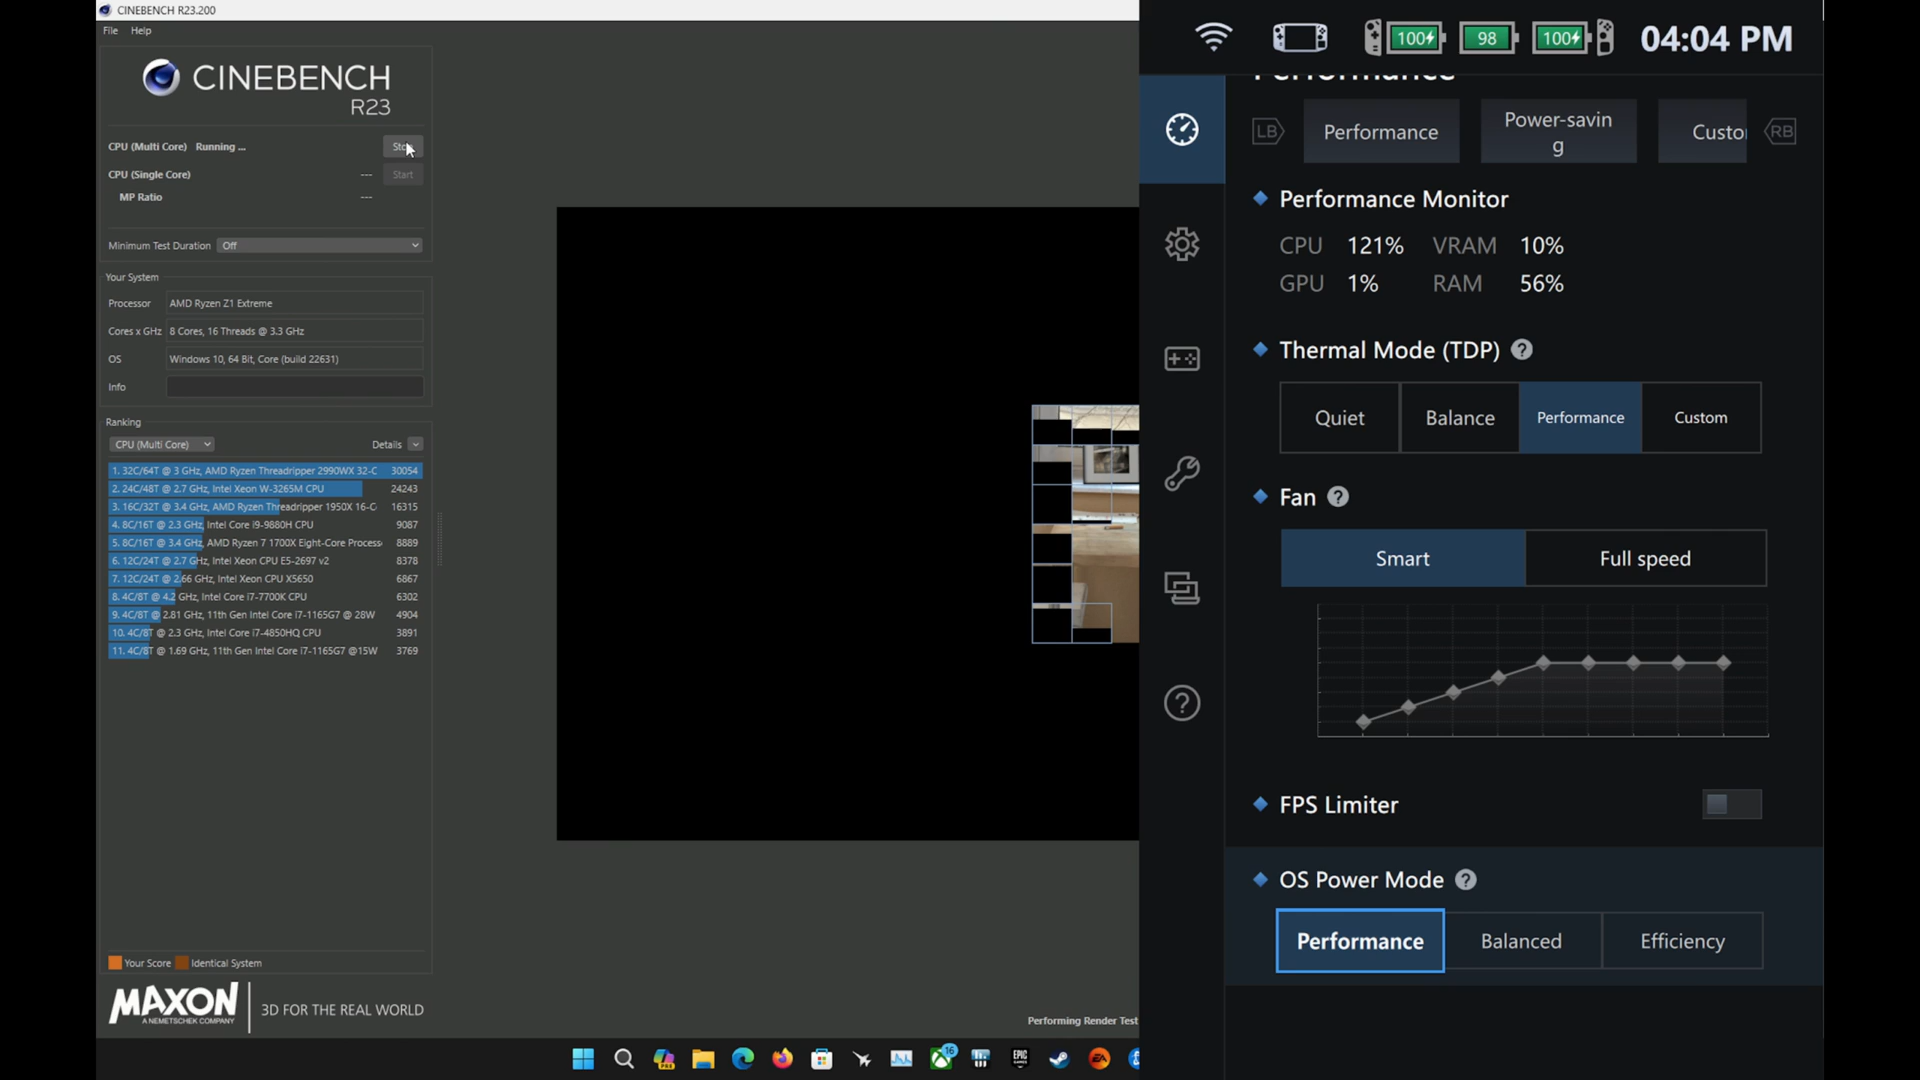 CINEBENCH R23.200
File Help
CINEBENCH
R23
CPU (Multi Core) Running ...
CPU (Single Core) --- Start
MP Ratio ---
Minimum Test Duration Off
Your System
Processor AMD Ryzen Z1 Extreme
Cores x GHz 8 Cores, 16 Threads @ 3.3 GHz
OS Windows 10, 64 Bit, Core (build 22631)
Info
Ranking
CPU (Multi Core) Details
1. 32C/64T @ 3 GHz, AMD Ryzen Threadripper 2990WX 32-C 30054
2. 24C/48T @ 2.7 GHz, Intel Xeon W-3265M CPU 24243
3. 16C/32T @ 3.4 GHz, AMD Ryzen Threadripper 1950X 16-C 16315
4. 8C/16T @ 2.3 GHz, Intel Core i9-9880H CPU 9087
5. 8C/16T @ 3.4 GHz, AMD Ryzen 7 1700X Eight-Core Process 8889
6. 12C/24T @ 2.7 GHz, Intel Xeon CPU E5-2697 v2 8378
7. 12C/24T @ 2.66 GHz, Intel Xeon CPU X5650 6867
8. 4C/8T @ 4.2 GHz, Intel Core i7-7700K CPU 6302
9. 4C/8T @ 2.81 GHz, 11th Gen Intel Core i7-1165G7 @ 28W 4904
10. 4C/8T @ 2.3 GHz, Intel Core i7-4850HQ CPU 3891
11. 4C/8T @ 1.69 GHz, 11th Gen Intel Core i7-1165G7 @15W 3769
Your Score Identical System
MAXON
A NEMETSCHEK COMPANY
3D FOR THE REAL WORLD
Performing Render Test
16
PRE
EPIC
GAMES
EA
100 98 100 04:04 PM
Performance
LB Performance Power-saving Custo RB
Performance Monitor
CPU 121% VRAM 10%
GPU 1% RAM 56%
Thermal Mode (TDP) ?
Quiet Balance Performance Custom
Fan ?
Smart Full speed
FPS Limiter
OS Power Mode ?
Performance Balanced Efficiency